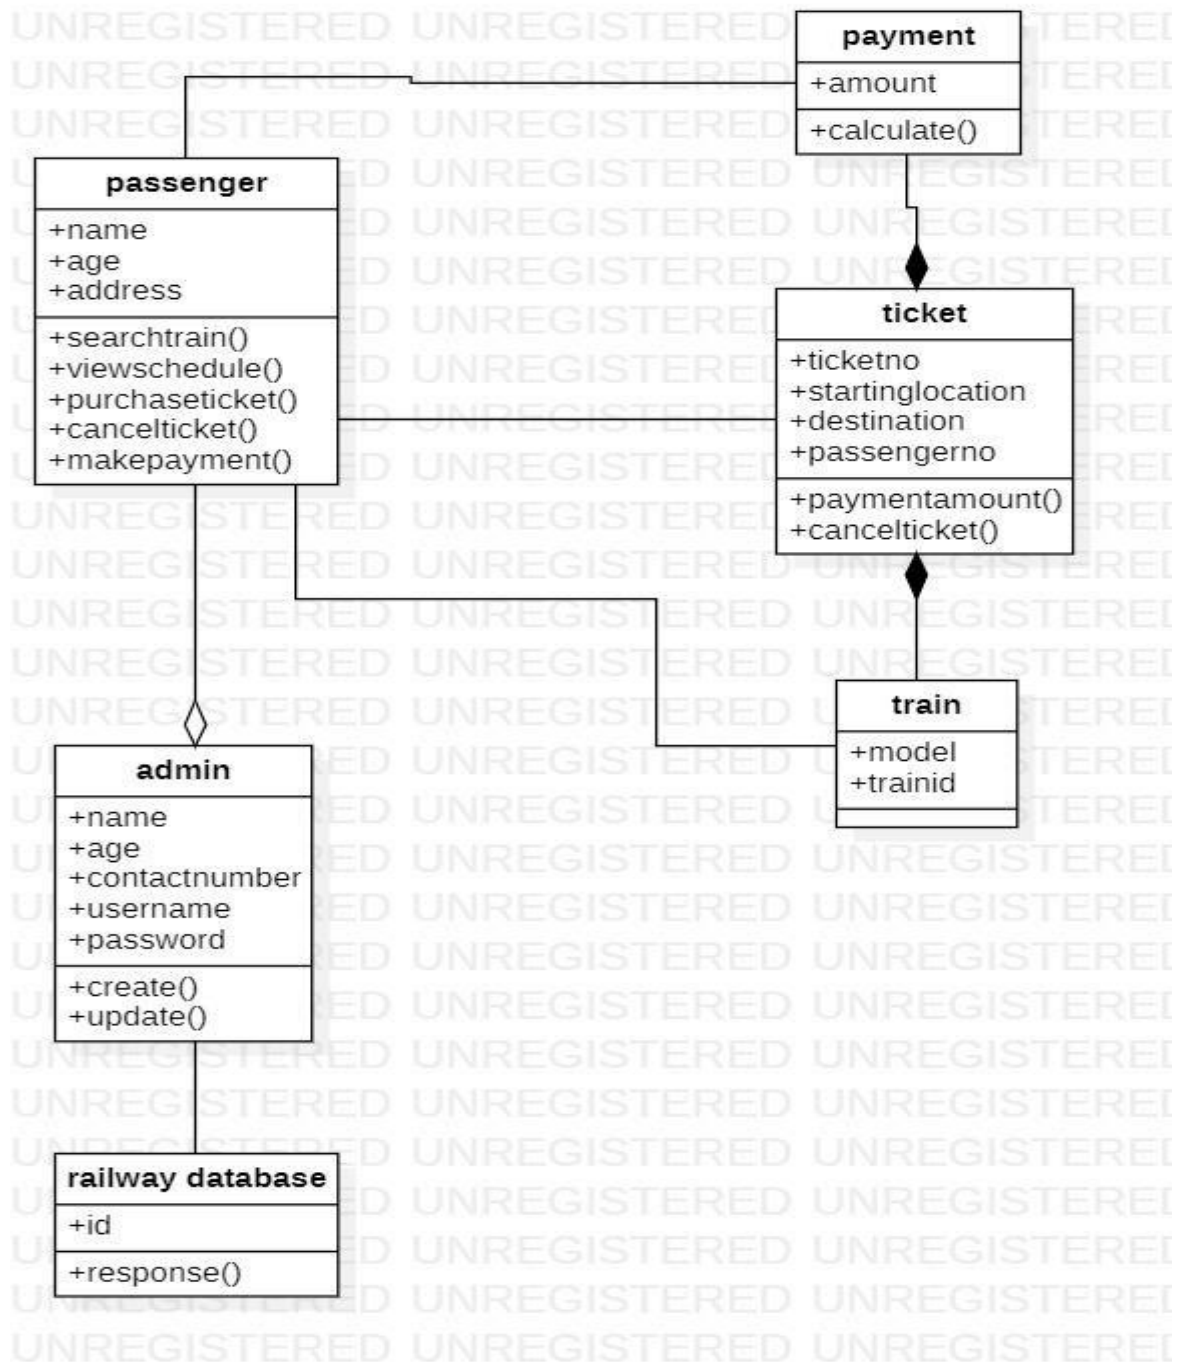 payment
+amount
+calculate()
passenger
+name
+age
+address
+searchtrain()
+viewschedule()
+purchaseticket()
+cancelticket()
+makepayment()
ticket
+ticketno
+startinglocation
+destination
+passengerno
+paymentamount()
+cancelticket()
train
+model
+trainid
admin
+name
+age
+contactnumber
+username
+password
+create()
+update()
railway database
+id
+response()
UNREGISTERED